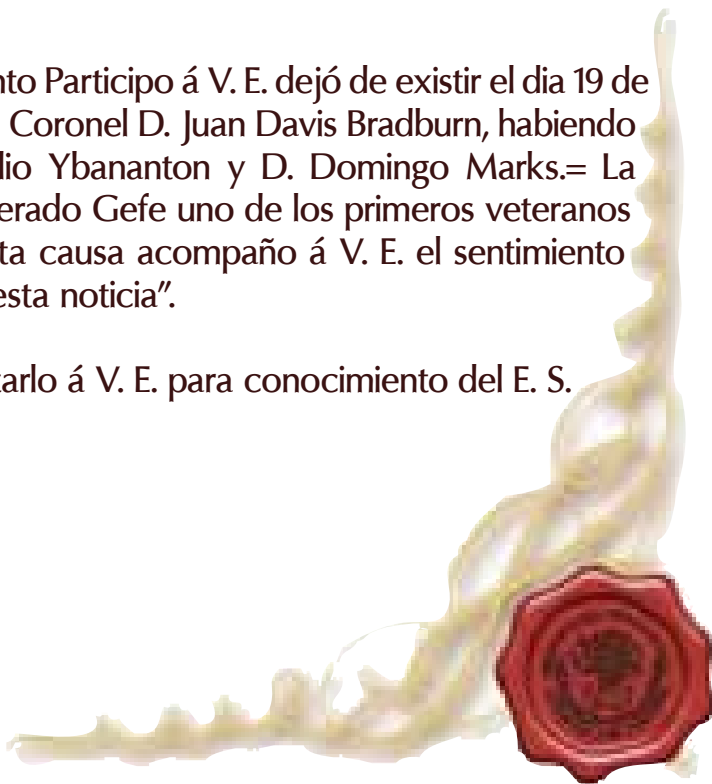 nto Participo á V. E. dejó de existir el dia 19 de
Coronel D. Juan Davis Bradburn, habiendo
lio Ybananton y D. Domingo Marks.= La
erado Gefe uno de los primeros veteranos
ta causa acompaño á V. E. el sentimiento
esta noticia”.
arlo á V. E. para conocimiento del E. S.